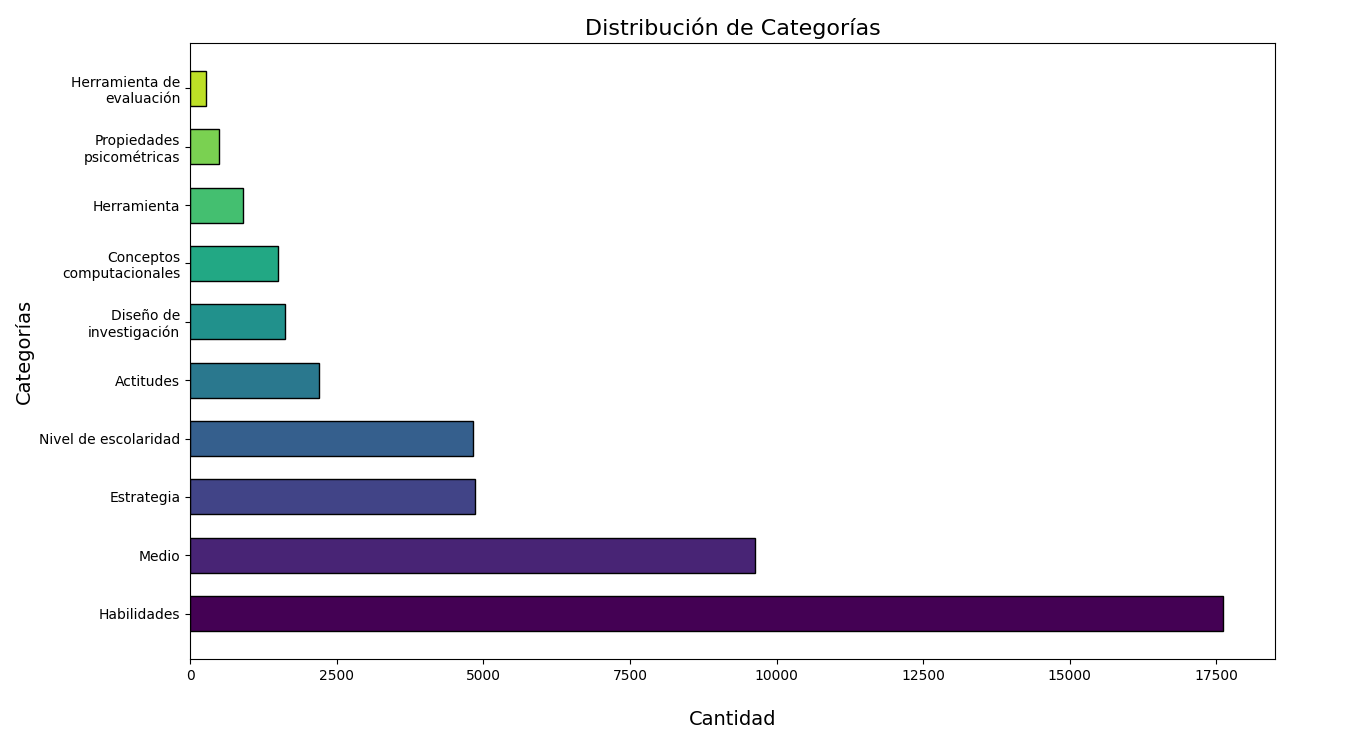 Distribución de Categorías
Herramienta de
evaluación
Propiedades
psicométricas
Herramienta
Conceptos
computacionales
Diseño de
investigación
Actitudes
Nivel de escolaridad
Estrategia
Medio
Habilidades
Categorías
0 2500 5000 7500 10000 12500 15000 17500
Cantidad